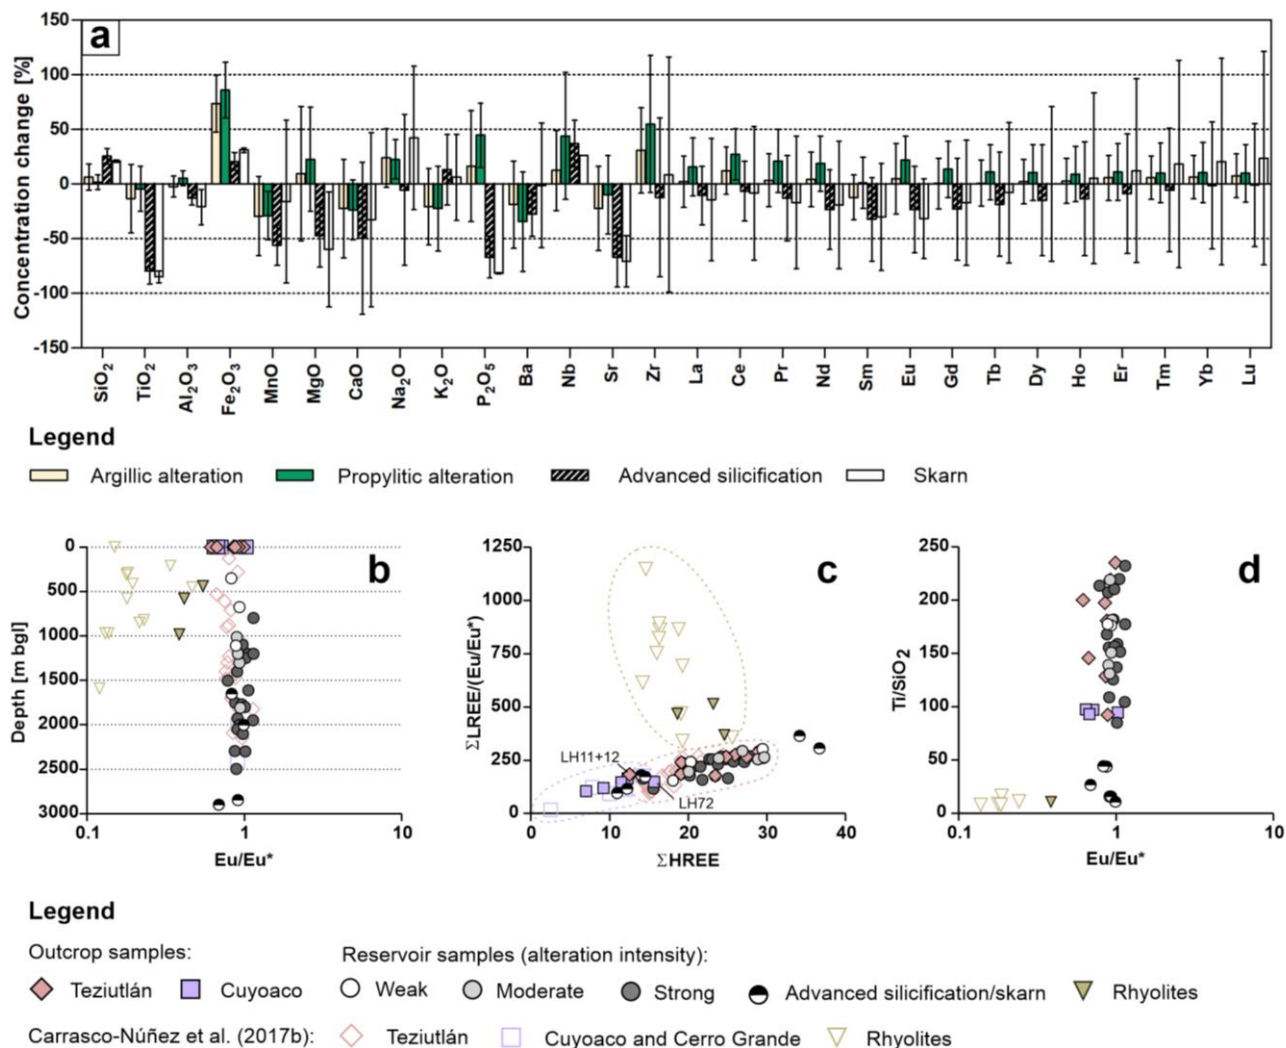 a
Concentration change [%]
150
100
50
0
-50
-100
-150
SiO2 TiO2 Al2O3 Fe2O3 MnO MgO CaO Na2O K2O P2O5 Ba Nb Sr Zr La Ce Pr Nd Sm Eu Gd Tb Dy Ho Er Tm Yb Lu
Legend
Argillic alteration Propylitic alteration Advanced silicification Skarn
b
Depth [m bgl]
0
500
1000
1500
2000
2500
3000
0.1 1 10
Eu/Eu*
c
ΣLREE/(Eu/Eu*)
1250
1000
750
500
250
0
LH11+12
LH72
0 10 20 30 40
ΣHREE
d
Ti/SiO2
250
200
150
100
50
0
0.1 1 10
Eu/Eu*
Legend
Outcrop samples: Reservoir samples (alteration intensity):
Teziutlán Cuyoaco Weak Moderate Strong Advanced silicification/skarn Rhyolites
Carrasco-Núñez et al. (2017b): Teziutlán Cuyoaco and Cerro Grande Rhyolites